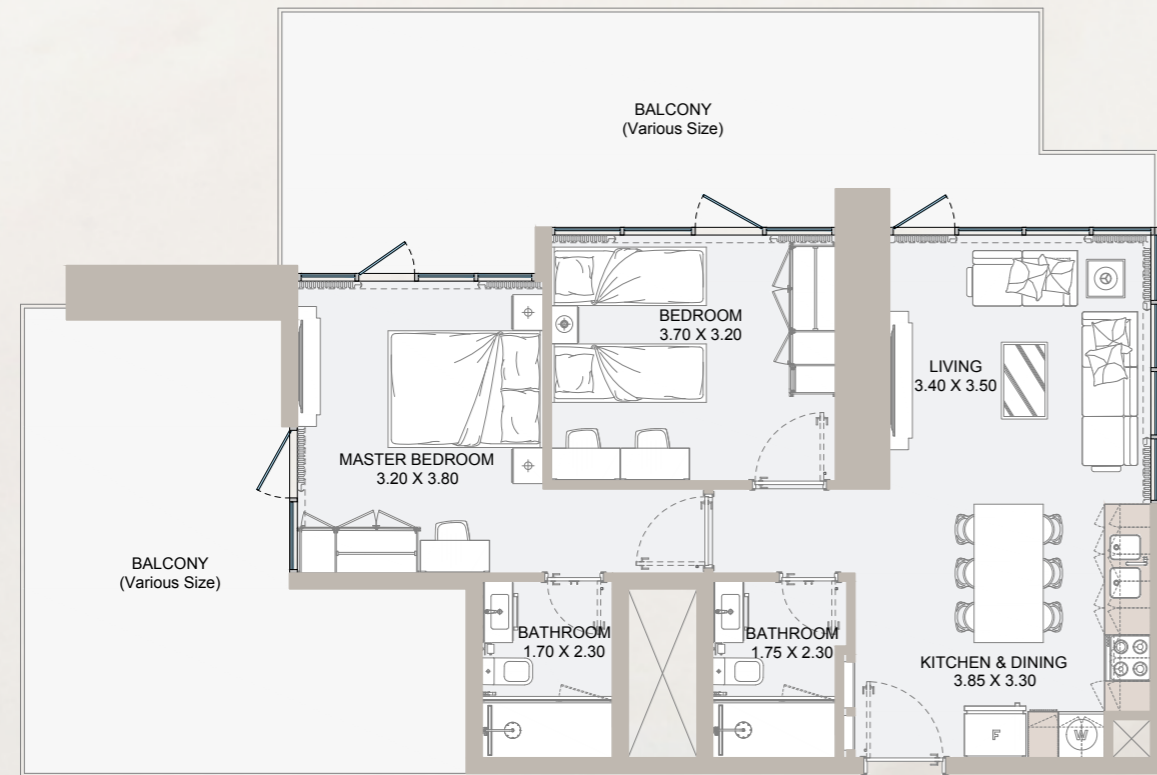 BALCONY
(Various Size)
BEDROOM
3.70 X 3.20
LIVING
3.40 X 3.50
MASTER BEDROOM
3.20 X 3.80
BALCONY
(Various Size)
BATHROOM
1.70 X 2.30
BATHROOM
1.75 X 2.30
KITCHEN & DINING
3.85 X 3.30
F
W